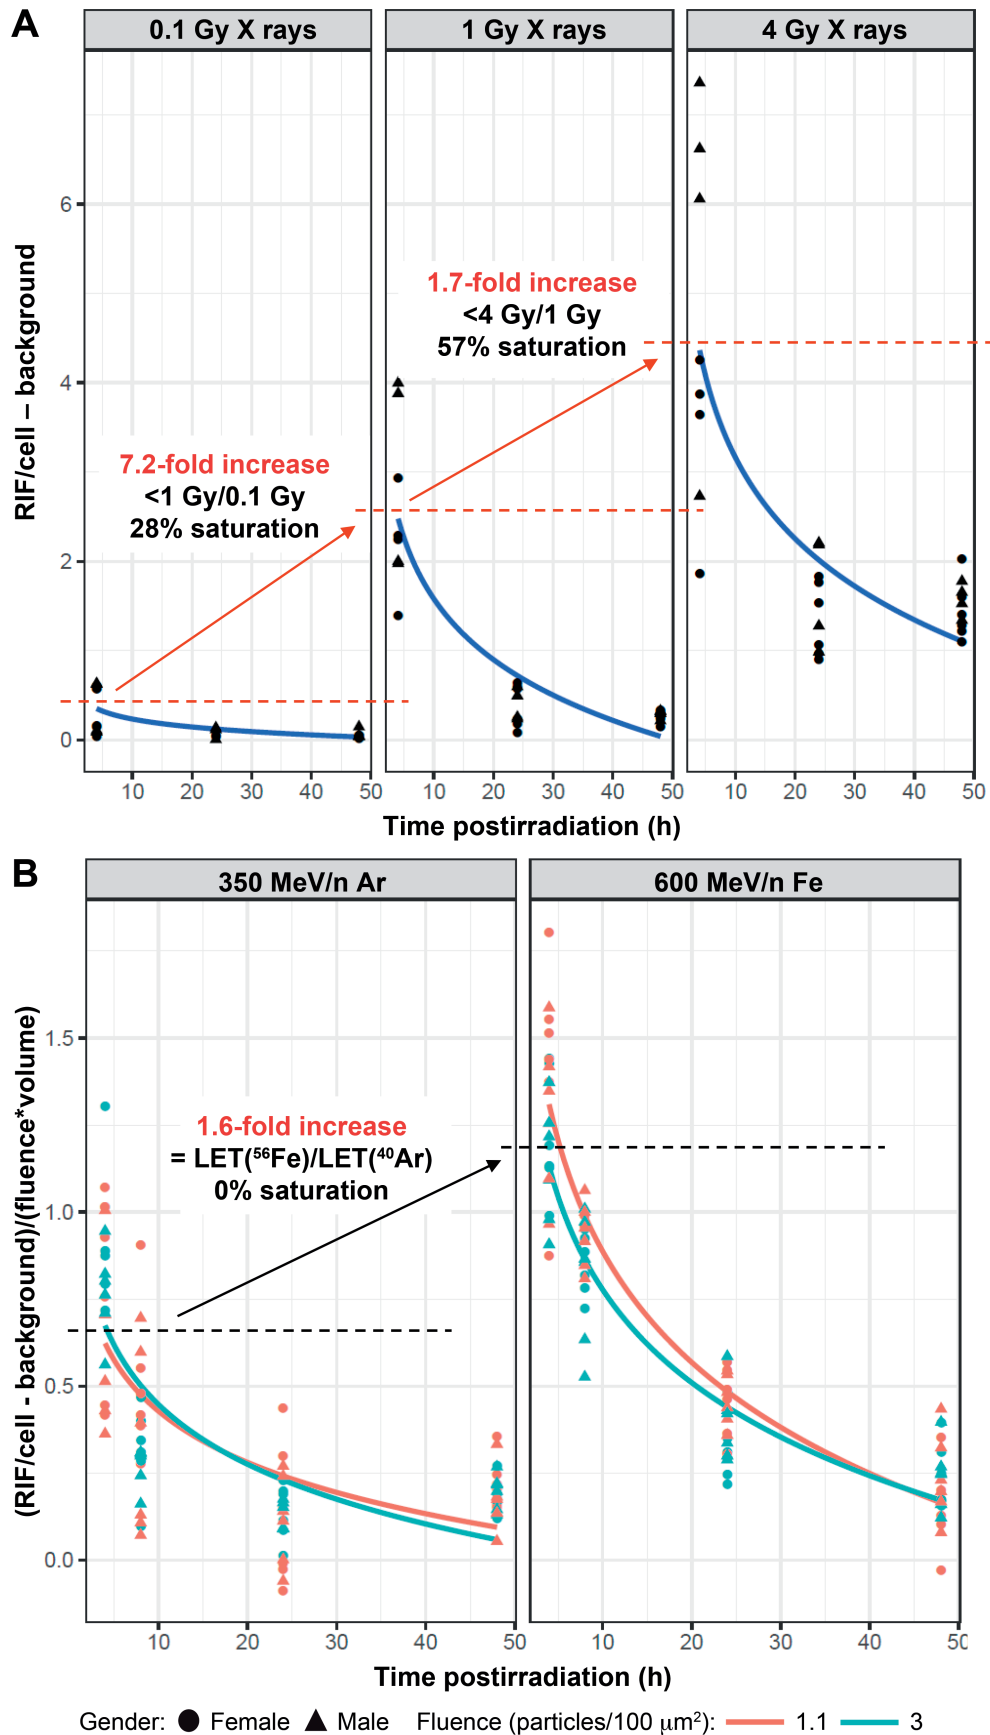 A
0.1 Gy X rays
1 Gy X rays
4 Gy X rays
RIF/cell – background
6
4
2
0
1.7-fold increase
<4 Gy/1 Gy
57% saturation
7.2-fold increase
<1 Gy/0.1 Gy
28% saturation
10 20 30 40 50
10 20 30 40 50
10 20 30 40 50
Time postirradiation (h)
B
350 MeV/n Ar
600 MeV/n Fe
(RIF/cell - background)/(fluence*volume)
1.5
1.0
0.5
0.0
1.6-fold increase
= LET(⁵⁶Fe)/LET(⁴⁰Ar)
0% saturation
10 20 30 40 50
10 20 30 40 50
Time postirradiation (h)
Gender: Female Male Fluence (particles/100 μm²): 1.1 3